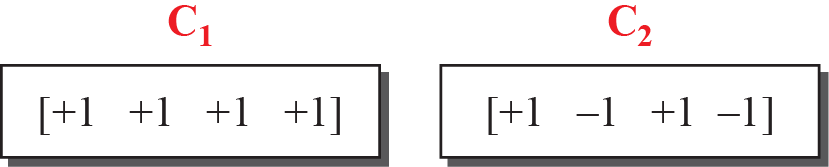 C1 C2
[+1 +1 +1 +1] [+1 –1 +1 –1]